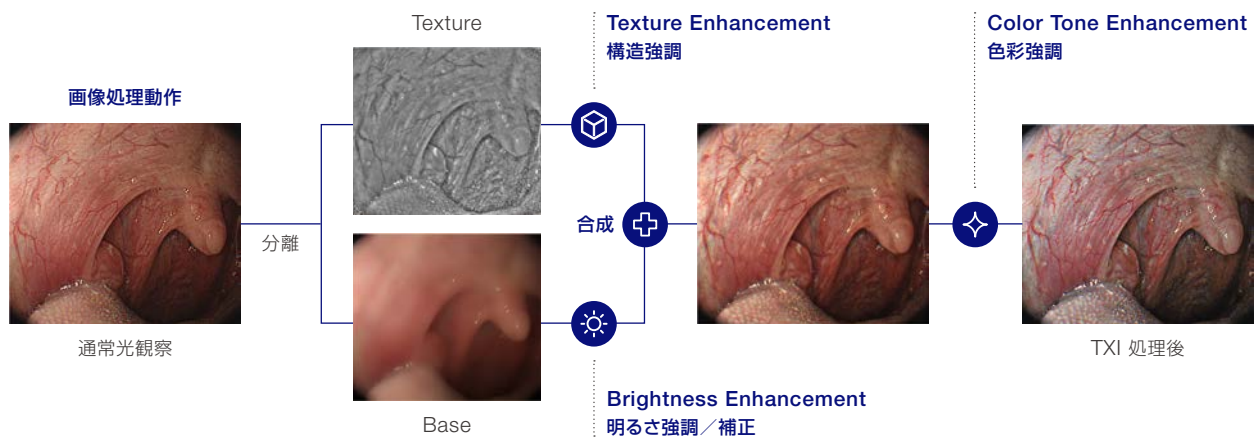 画像処理動作
通常光観察
分離
Texture
Base
Texture Enhancement
構造強調
合成
Brightness Enhancement
明るさ強調／補正
Color Tone Enhancement
色彩強調
TXI 処理後